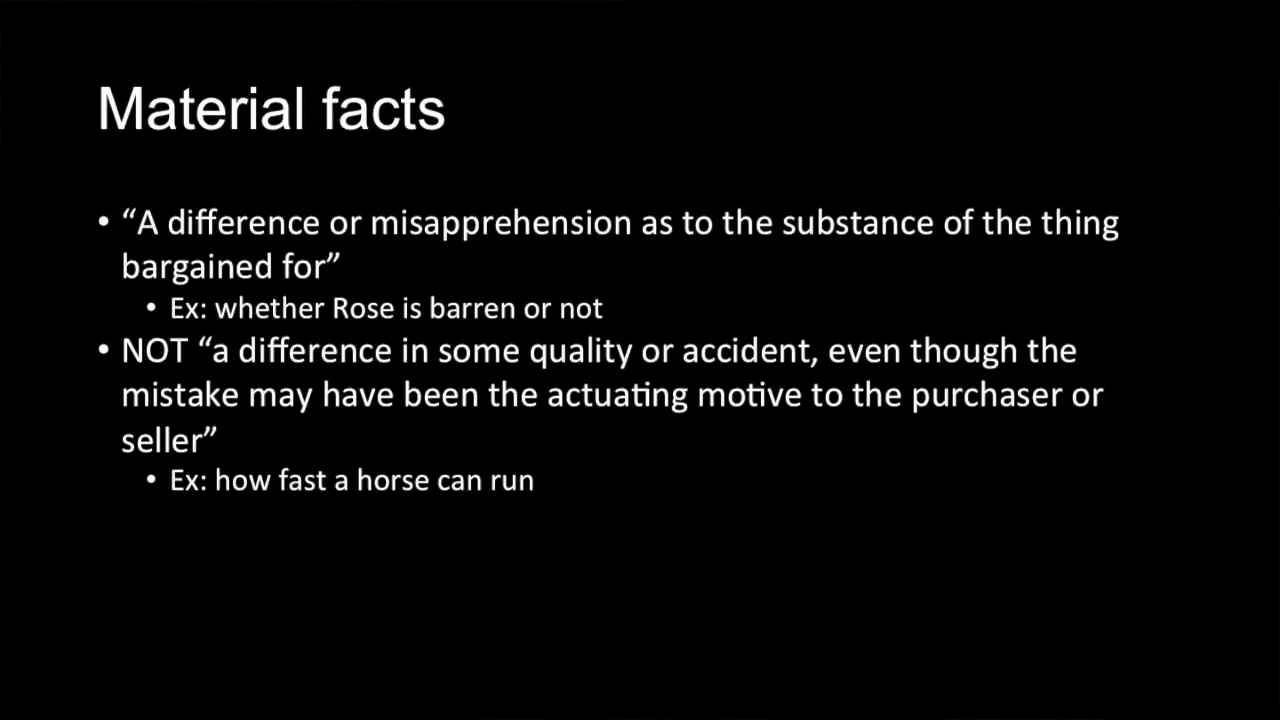 Material facts
• “A difference or misapprehension as to the substance of the thing
bargained for”
• Ex: whether Rose is barren or not
• NOT “a difference in some quality or accident, even though the
mistake may have been the actuating motive to the purchaser or
seller”
• Ex: how fast a horse can run